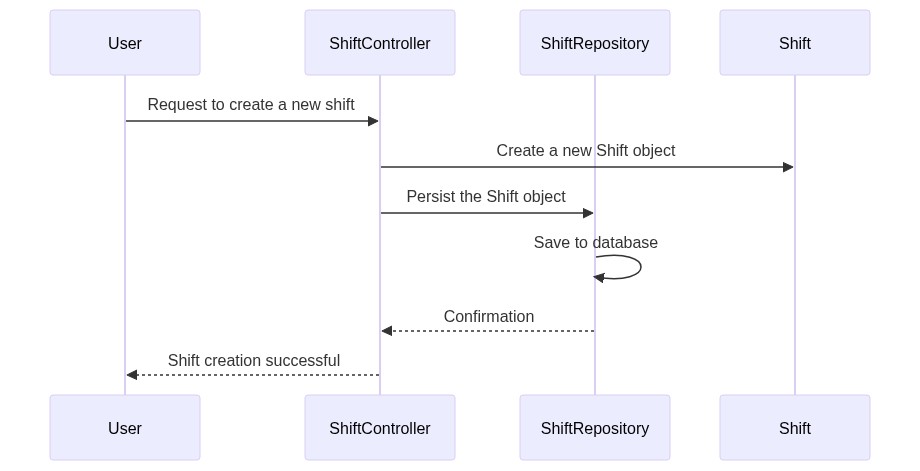 User
ShiftController
ShiftRepository
Shift
Request to create a new shift
Create a new Shift object
Persist the Shift object
Save to database
Confirmation
Shift creation successful
User
ShiftController
ShiftRepository
Shift